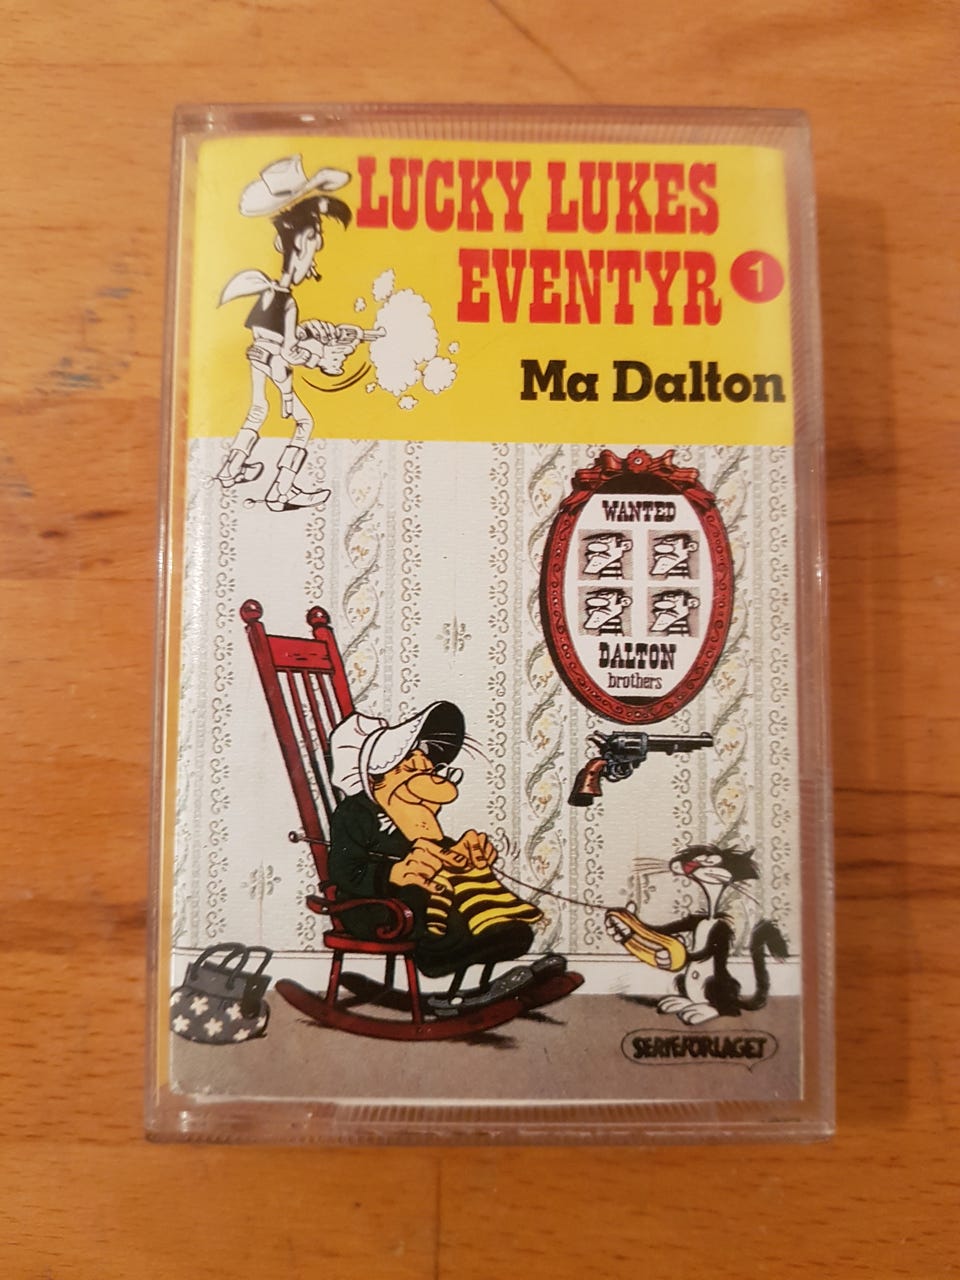 LUCKY LUKES
EVENTYR 1
Ma Dalton
WANTED
DALTON
brothers
SERIEFORLAGET